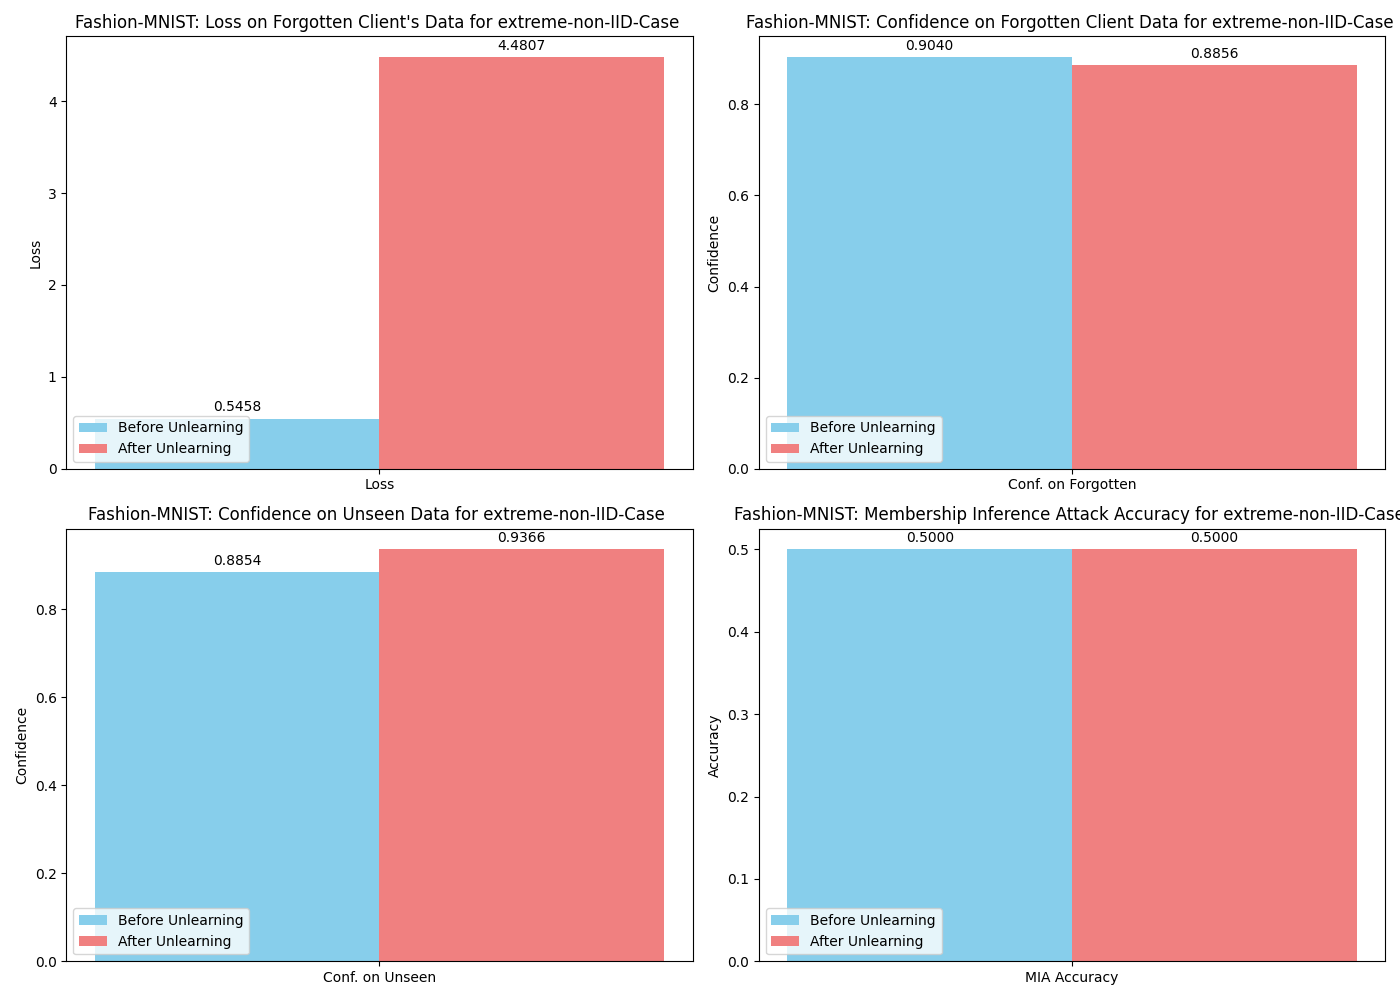 Fashion-MNIST: Loss on Forgotten Client's Data for extreme-non-IID-Case
4.4807
0.5458
4
3
2
1
0
Loss
Before Unlearning
After Unlearning
Loss
Fashion-MNIST: Confidence on Forgotten Client Data for extreme-non-IID-Case
0.9040
0.8856
0.8
0.6
0.4
0.2
0.0
Confidence
Before Unlearning
After Unlearning
Conf. on Forgotten
Fashion-MNIST: Confidence on Unseen Data for extreme-non-IID-Case
0.8854
0.9366
0.8
0.6
0.4
0.2
0.0
Confidence
Before Unlearning
After Unlearning
Conf. on Unseen
Fashion-MNIST: Membership Inference Attack Accuracy for extreme-non-IID-Case
0.5000
0.5000
0.5
0.4
0.3
0.2
0.1
0.0
Accuracy
Before Unlearning
After Unlearning
MIA Accuracy